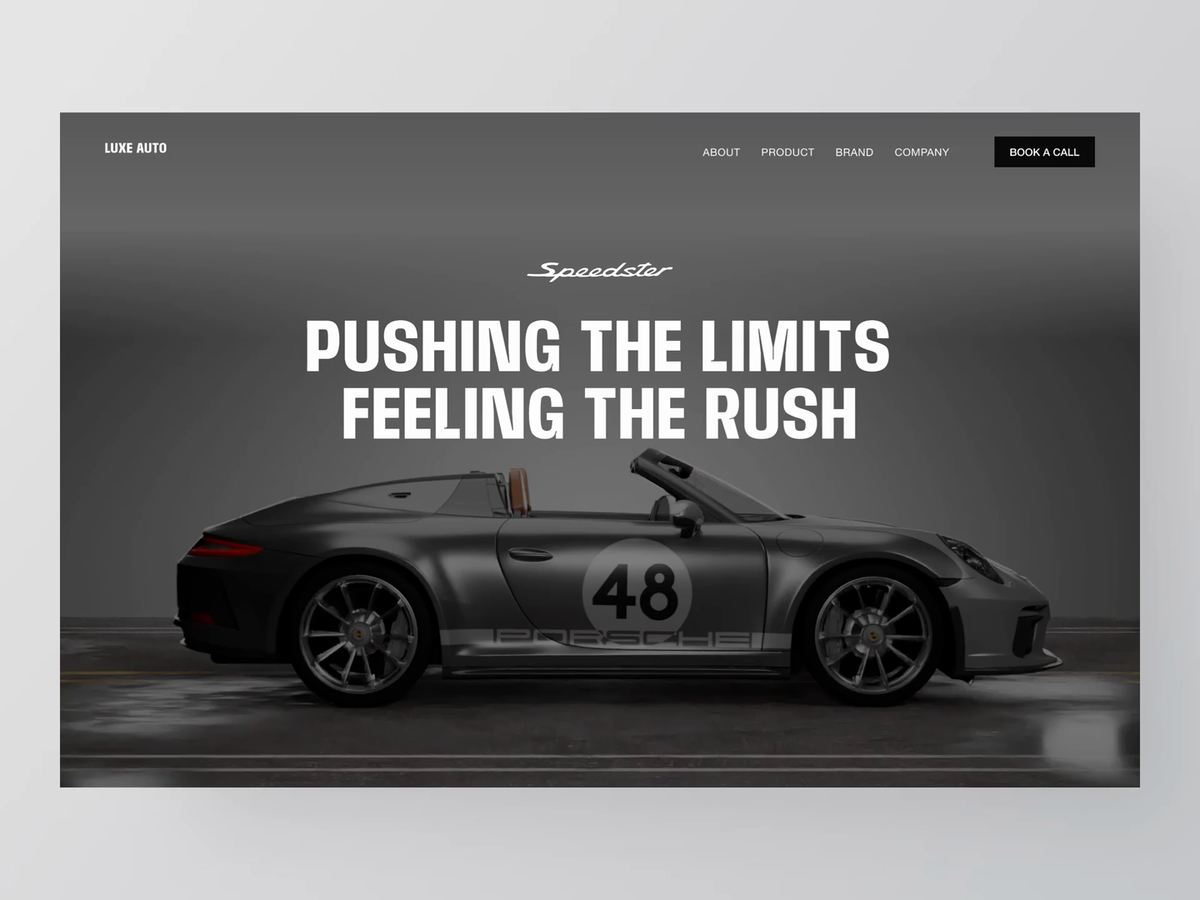 LUXE AUTO
ABOUT PRODUCT BRAND COMPANY BOOK A CALL
Speedster
PUSHING THE LIMITS
FEELING THE RUSH
48
PORSCHE